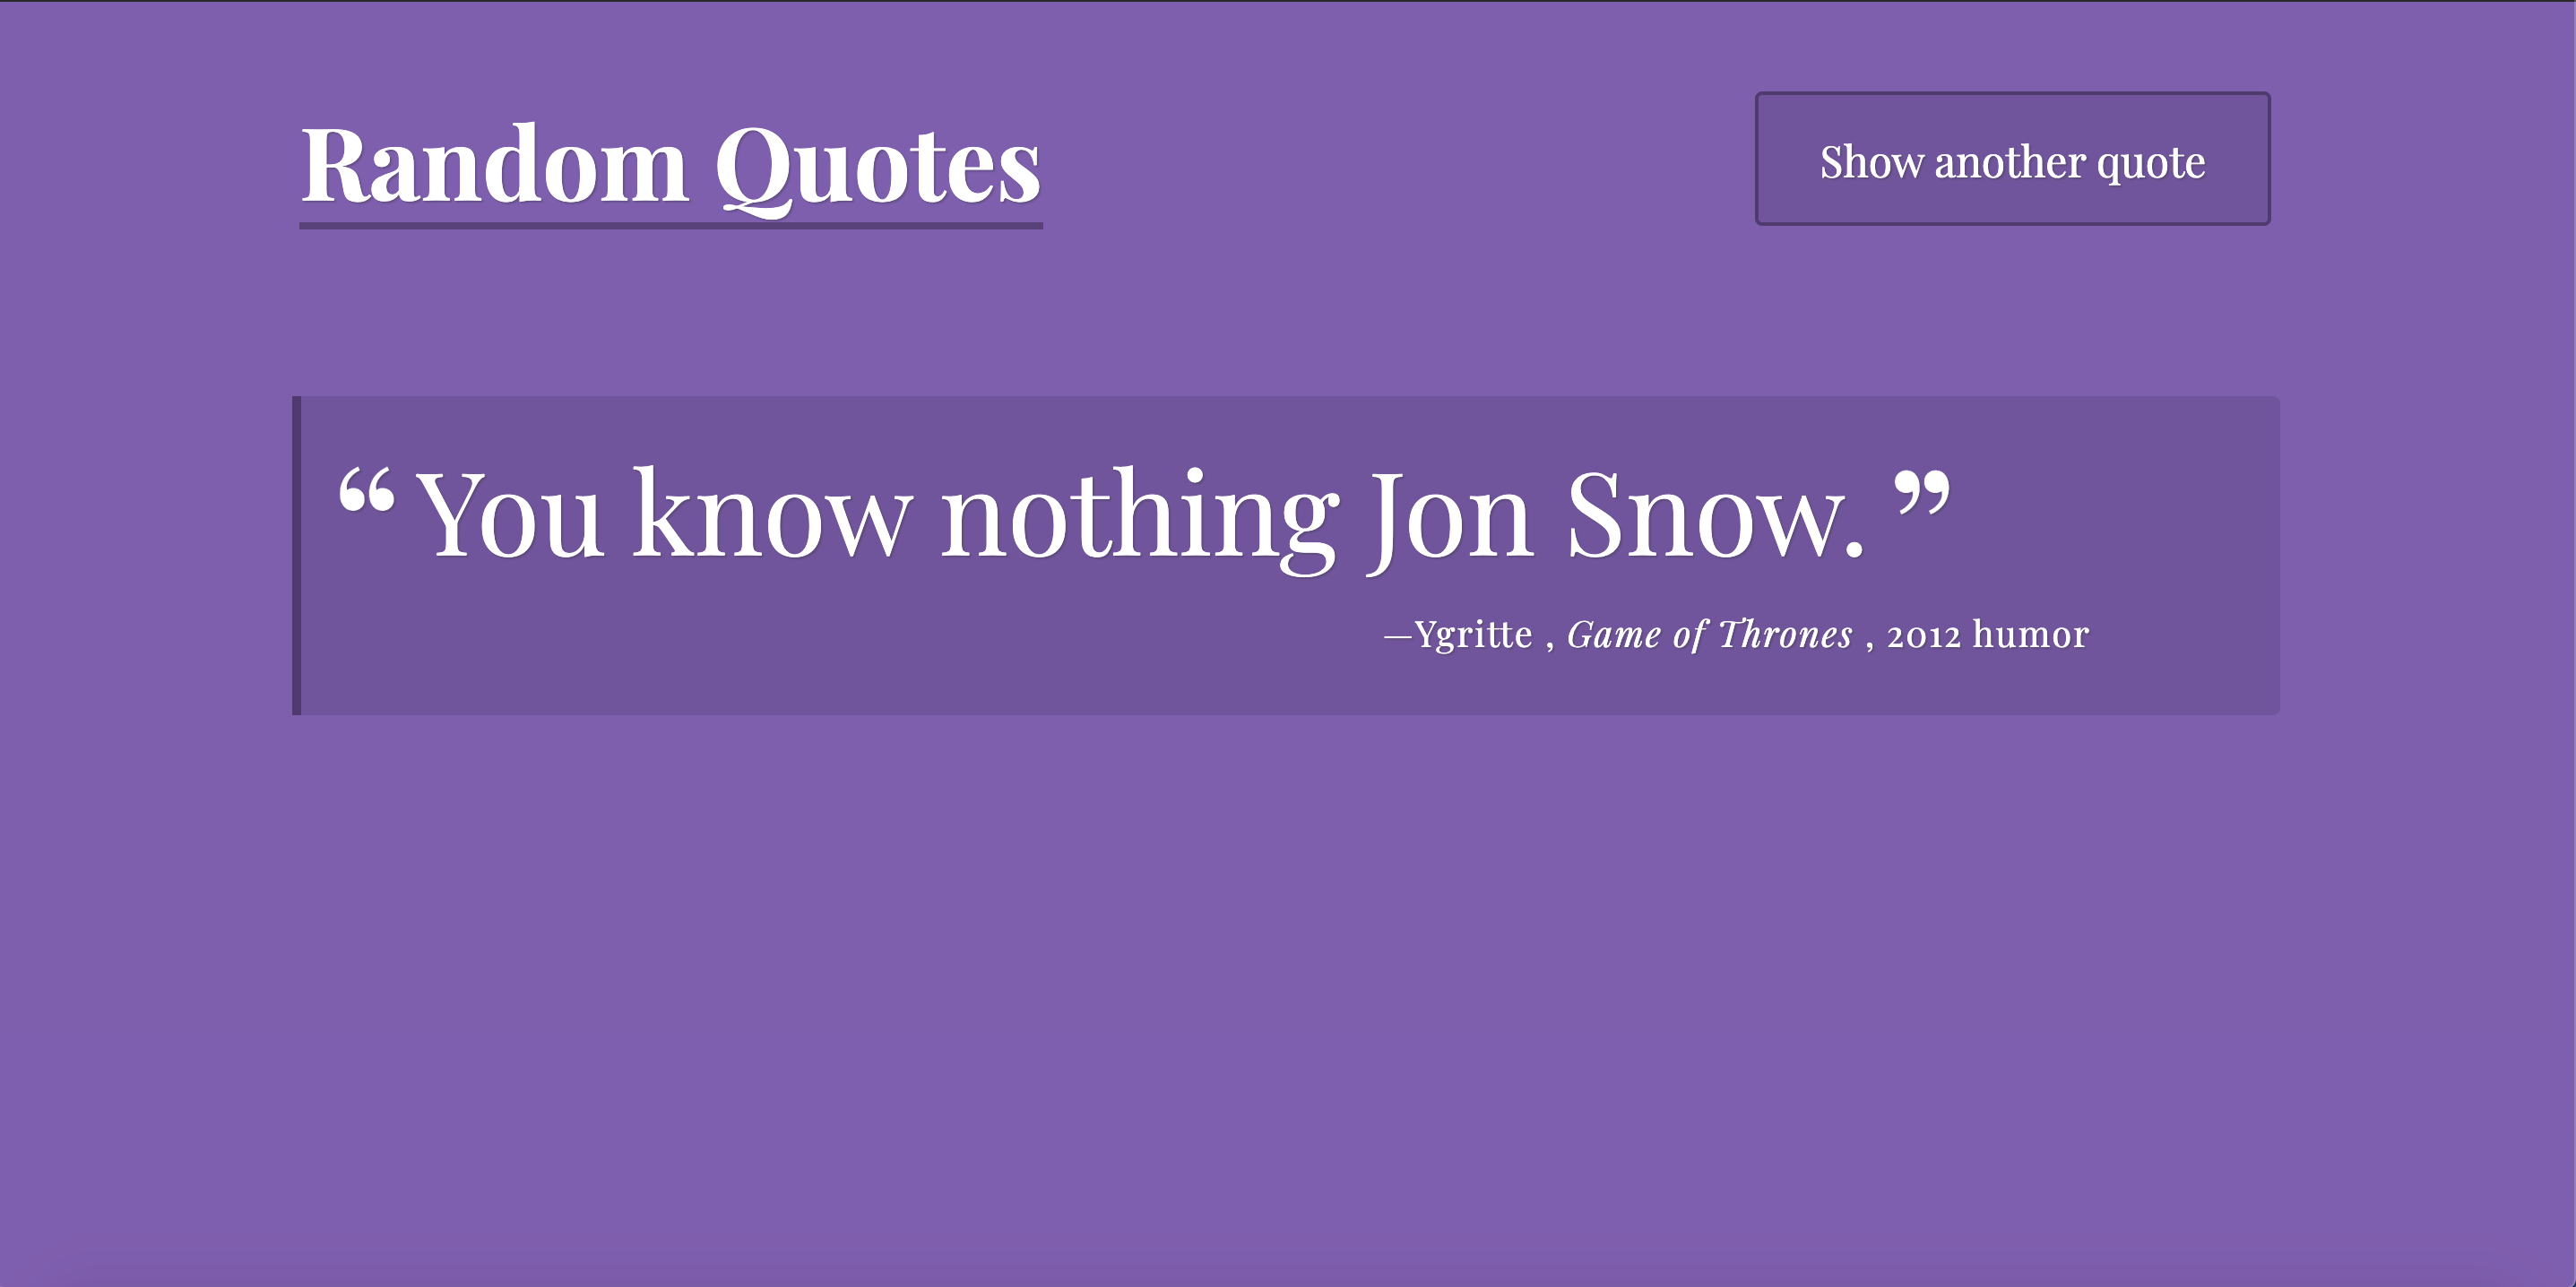 Random Quotes
Show another quote
“ You know nothing Jon Snow. ”
—Ygritte , Game of Thrones , 2012 humor